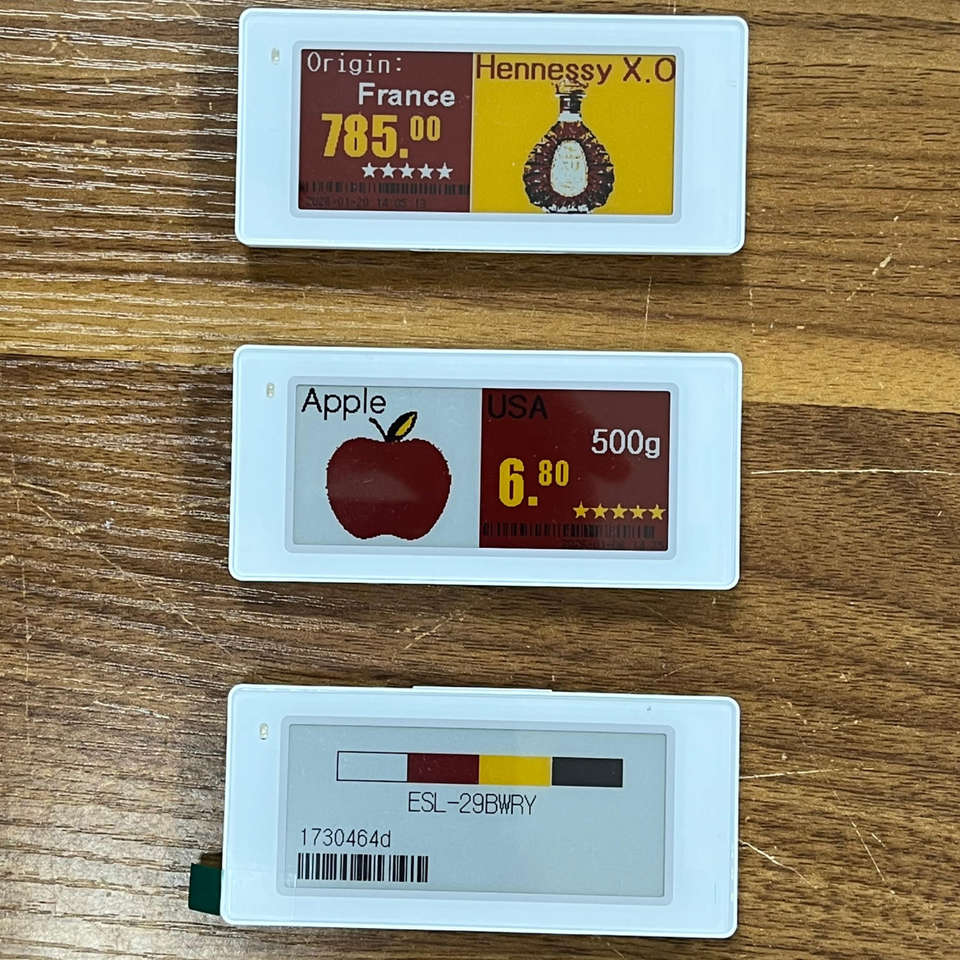 Origin:
France
785.00
Hennessy X.O
Apple
USA
500g
6.80
ESL-29BWRY
1730464d